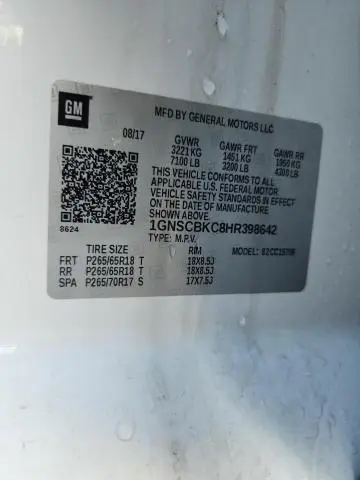 GM
MFD BY GENERAL MOTORS LLC
08/17 GVWR GAWR FRT GAWR RR
3221 KG 1451 KG 1950 KG
7100 LB 3200 LB 4300 LB
THIS VEHICLE CONFORMS TO ALL
APPLICABLE U.S. FEDERAL MOTOR
VEHICLE SAFETY STANDARDS IN EFFECT
ON THE DATE OF MANUFACTURE
1GNSCBKC8HR398642
8624 TYPE: M.P.V. MODEL:
TIRE SIZE RIM
FRT P265/65R18 T 18X8.5J
RR P265/65R18 T 18X8.5J
SPA P265/70R17 S 17X7.5J